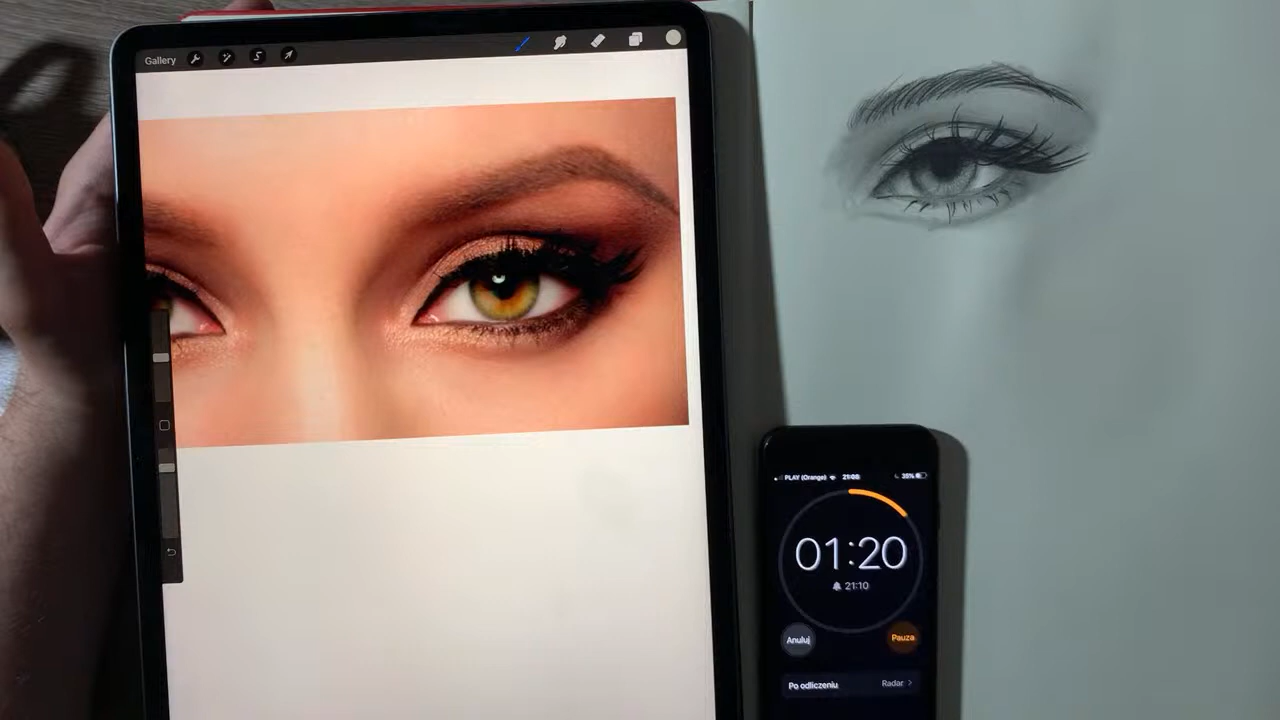 Gallery
PLAY (Orange) 21:08 35%
01:20
21:10
Anuluj Pauza
Po odliczeniu Radar >